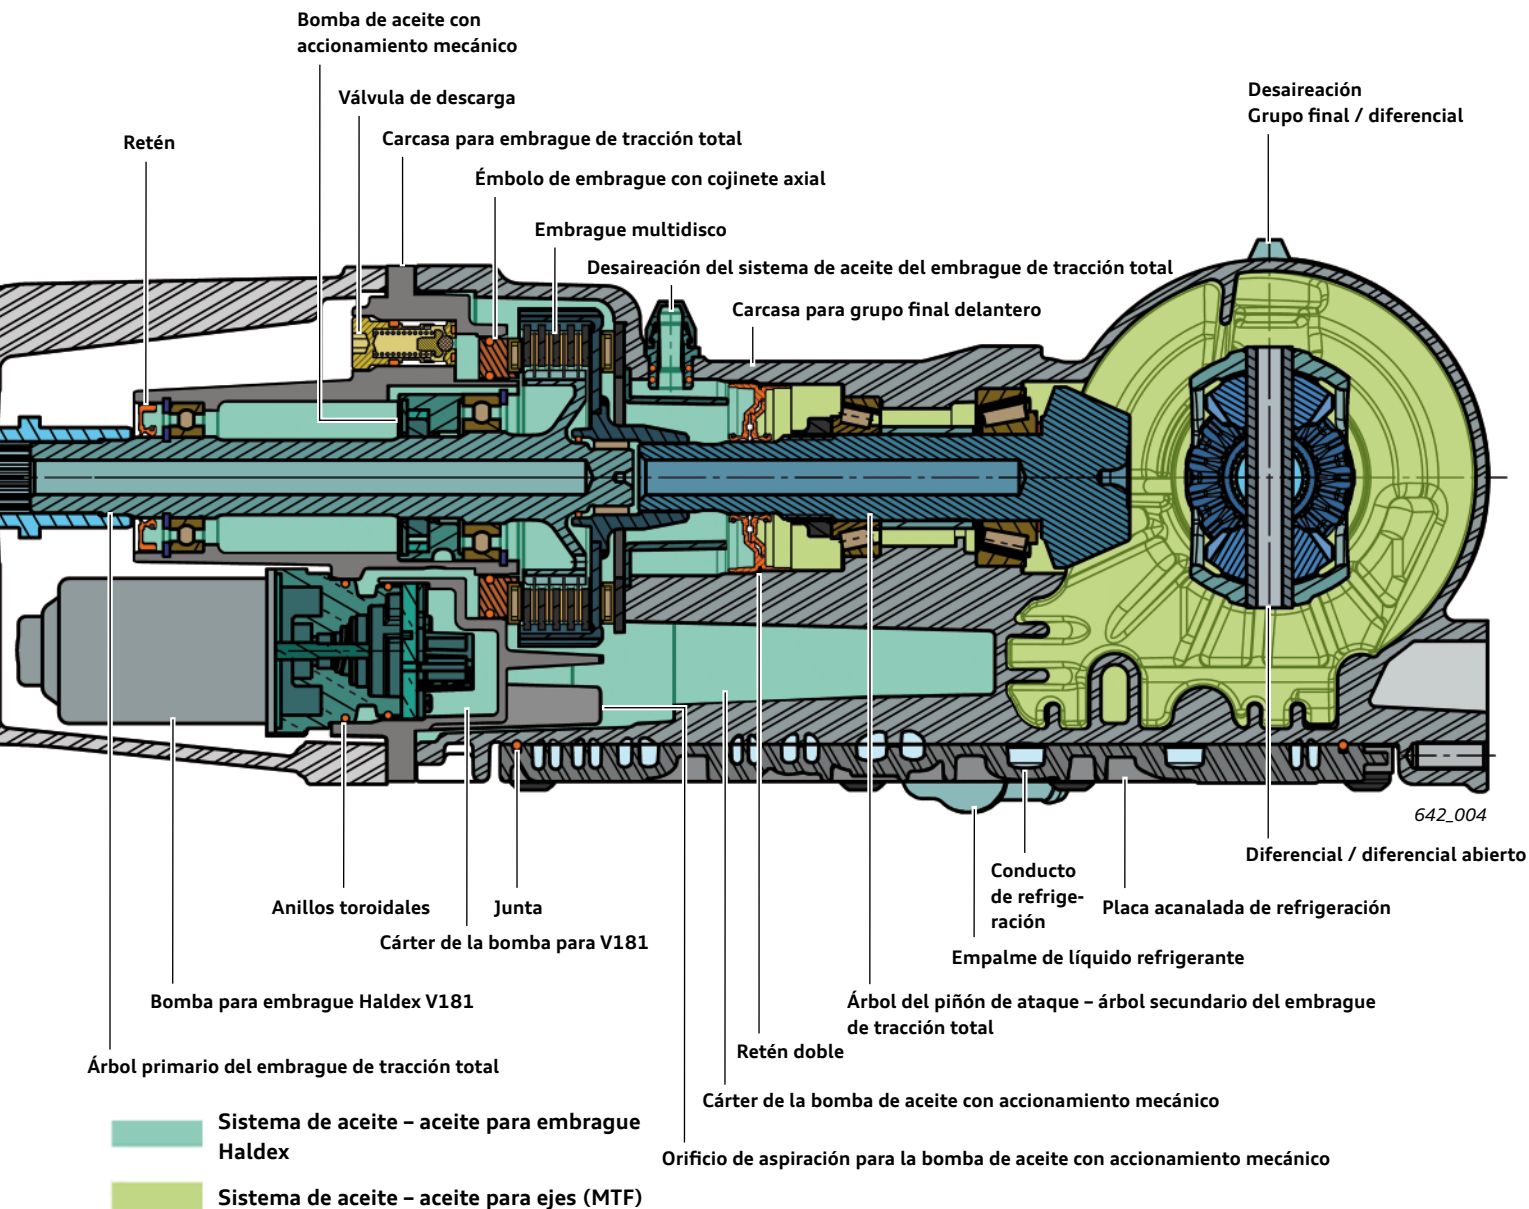 Bomba de aceite con
accionamiento mecánico
Válvula de descarga
Retén
Carcasa para embrague de tracción total
Émbolo de embrague con cojinete axial
Embrague multidisco
Desaireación del sistema de aceite del embrague de tracción total
Carcasa para grupo final delantero
Desaireación
Grupo final / diferencial
642_004
Diferencial / diferencial abierto
Conducto
de refrige-
ración
Placa acanalada de refrigeración
Anillos toroidales
Junta
Cárter de la bomba para V181
Empalme de líquido refrigerante
Bomba para embrague Haldex V181
Árbol del piñón de ataque – árbol secundario del embrague
de tracción total
Retén doble
Árbol primario del embrague de tracción total
Cárter de la bomba de aceite con accionamiento mecánico
Orificio de aspiración para la bomba de aceite con accionamiento mecánico
Sistema de aceite – aceite para embrague
Haldex
Sistema de aceite – aceite para ejes (MTF)